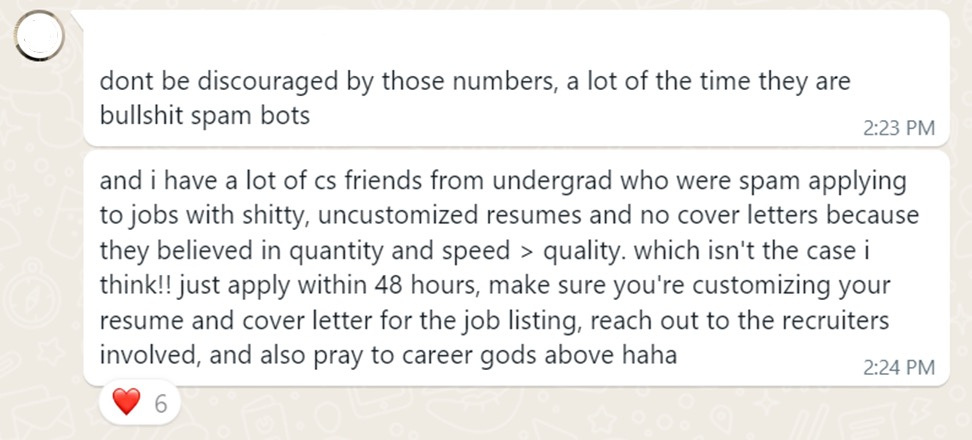 dont be discouraged by those numbers, a lot of the time they are
bullshit spam bots
2:23 PM
and i have a lot of cs friends from undergrad who were spam applying
to jobs with shitty, uncustomized resumes and no cover letters because
they believed in quantity and speed > quality. which isn't the case i
think!! just apply within 48 hours, make sure you're customizing your
resume and cover letter for the job listing, reach out to the recruiters
involved, and also pray to career gods above haha
2:24 PM
❤️ 6